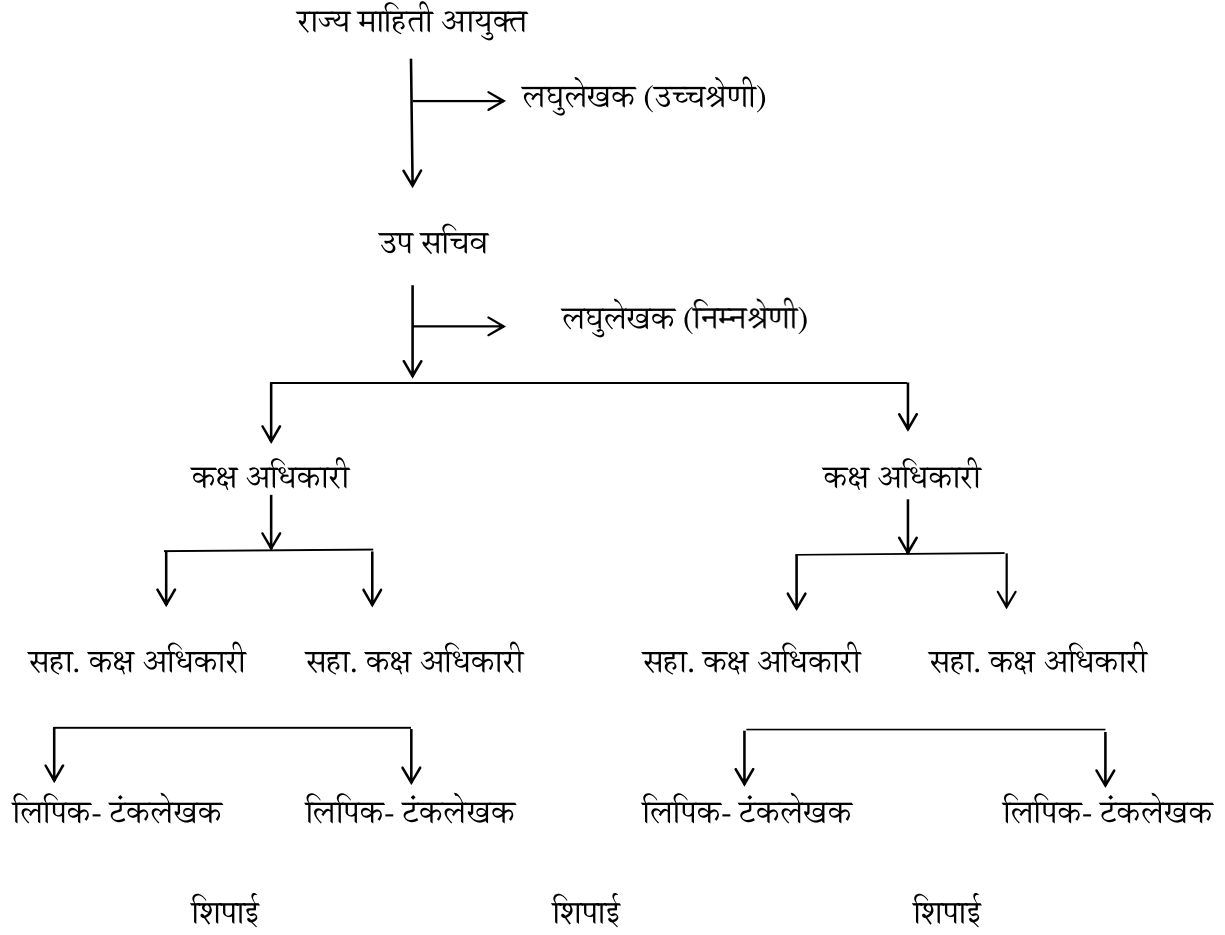 राज्य माहिती आयुक्त
लघुलेखक (उच्चश्रेणी)
उप सचिव
लघुलेखक (निम्नश्रेणी)
कक्ष अधिकारी कक्ष अधिकारी
सहा. कक्ष अधिकारी सहा. कक्ष अधिकारी सहा. कक्ष अधिकारी सहा. कक्ष अधिकारी
लिपिक- टंकलेखक लिपिक- टंकलेखक लिपिक- टंकलेखक लिपिक- टंकलेखक
शिपाई शिपाई शिपाई